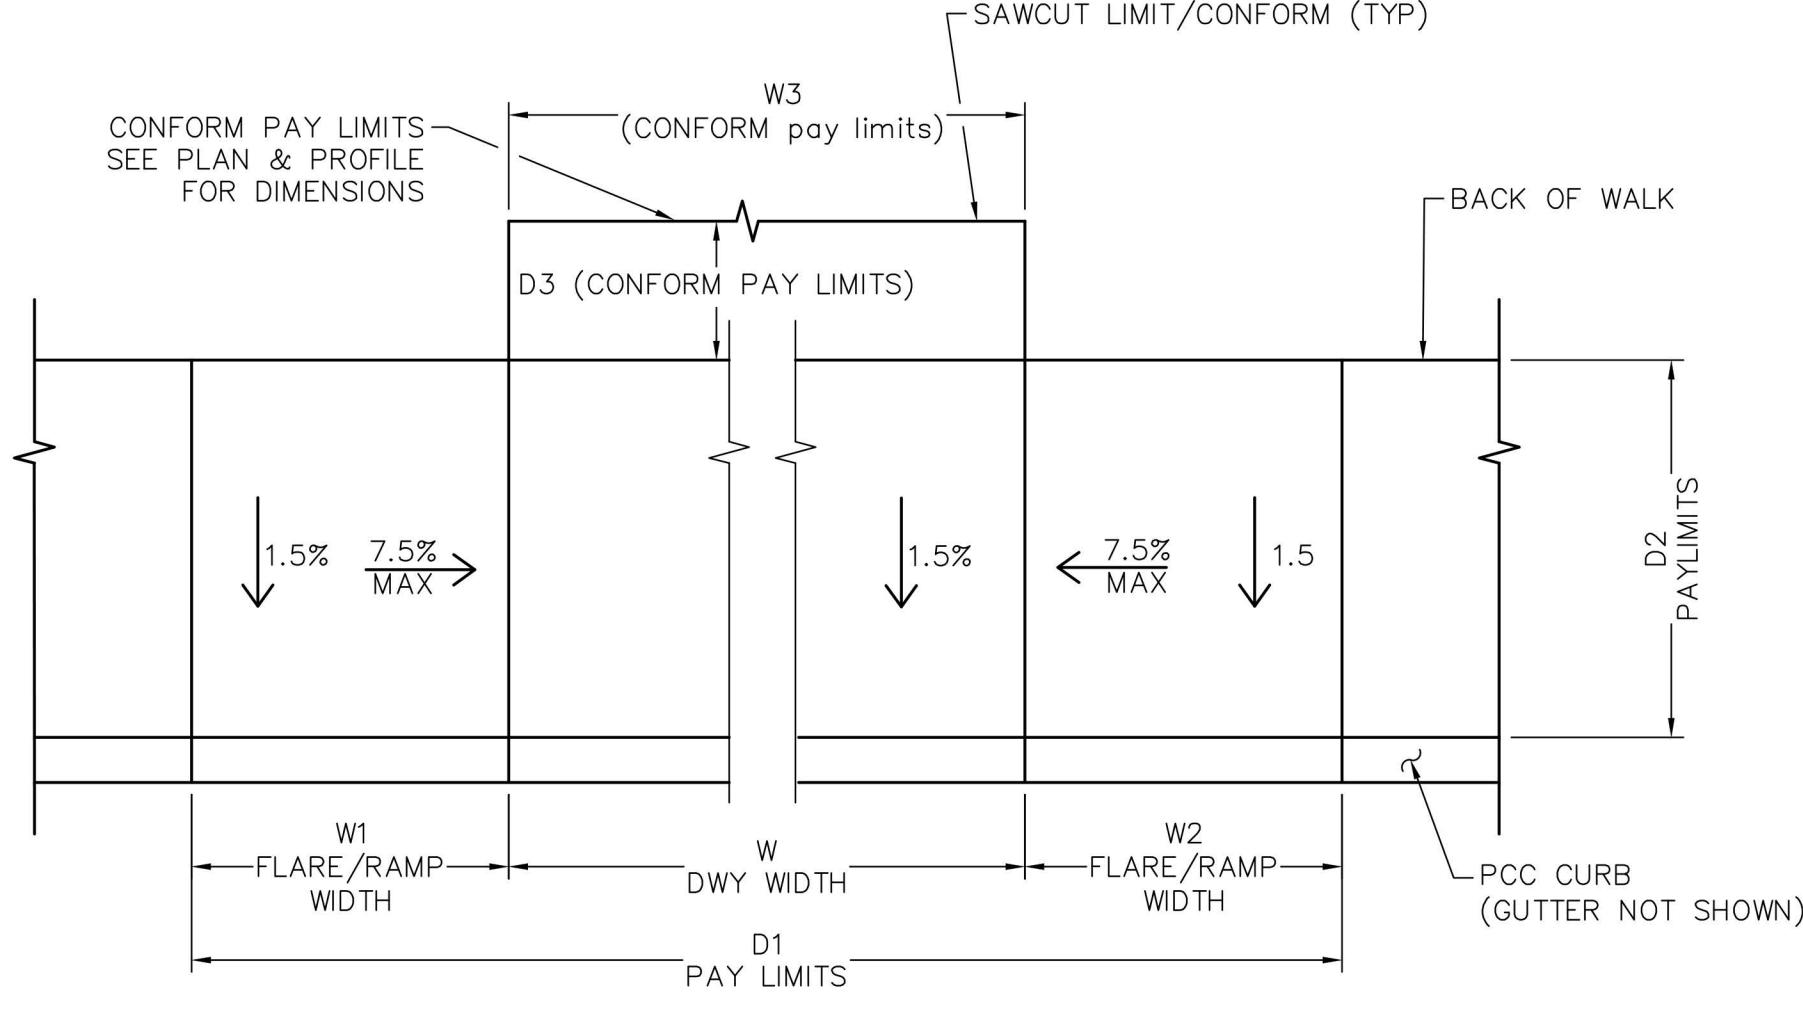 SAWCUT LIMIT/CONFORM (TYP)
W3
(CONFORM pay limits)
CONFORM PAY LIMITS
SEE PLAN & PROFILE
FOR DIMENSIONS
BACK OF WALK
D3 (CONFORM PAY LIMITS)
1.5%
7.5%
MAX
1.5%
7.5%
MAX
1.5
D2
PAYLIMITS
W1
FLARE/RAMP
WIDTH
W
DWY WIDTH
W2
FLARE/RAMP
WIDTH
PCC CURB
(GUTTER NOT SHOWN)
D1
PAY LIMITS